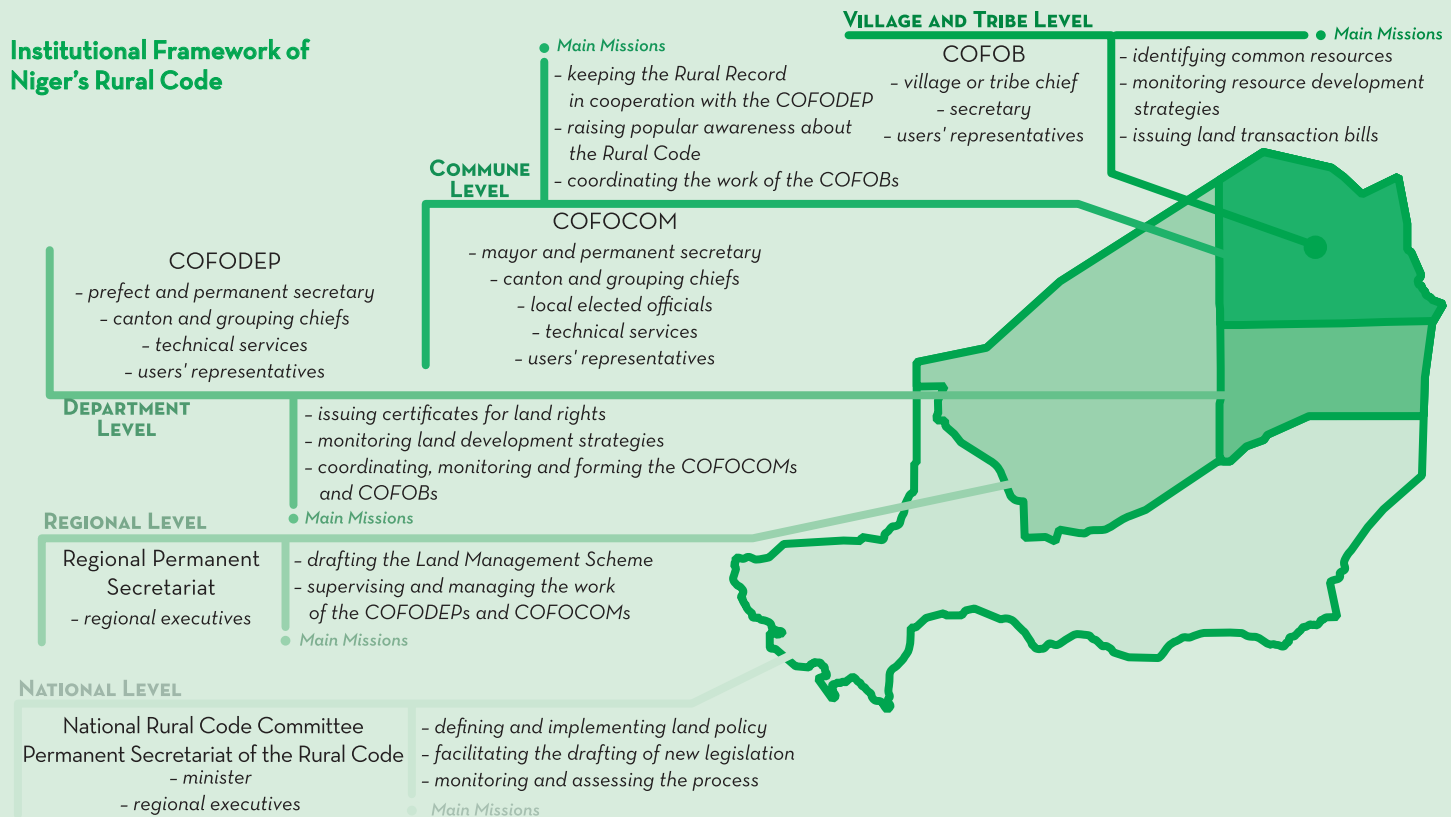 Institutional Framework of
Niger's Rural Code
VILLAGE AND TRIBE LEVEL
COFOB
– village or tribe chief
– secretary
– users' representatives
Main Missions
– identifying common resources
– monitoring resource development
strategies
– issuing land transaction bills
COMMUNE
LEVEL
Main Missions
– keeping the Rural Record
in cooperation with the COFODEP
– raising popular awareness about
the Rural Code
– coordinating the work of the COFOBs
COFOCOM
– mayor and permanent secretary
– canton and grouping chiefs
– local elected officials
– technical services
– users' representatives
COFODEP
– prefect and permanent secretary
– canton and grouping chiefs
– technical services
– users' representatives
DEPARTMENT
LEVEL
– issuing certificates for land rights
– monitoring land development strategies
– coordinating, monitoring and forming the COFOCOMs
and COFOBs
Main Missions
REGIONAL LEVEL
Regional Permanent
Secretariat
– regional executives
– drafting the Land Management Scheme
– supervising and managing the work
of the COFODEPs and COFOCOMs
Main Missions
NATIONAL LEVEL
National Rural Code Committee
Permanent Secretariat of the Rural Code
– minister
– regional executives
– defining and implementing land policy
– facilitating the drafting of new legislation
– monitoring and assessing the process
Main Missions